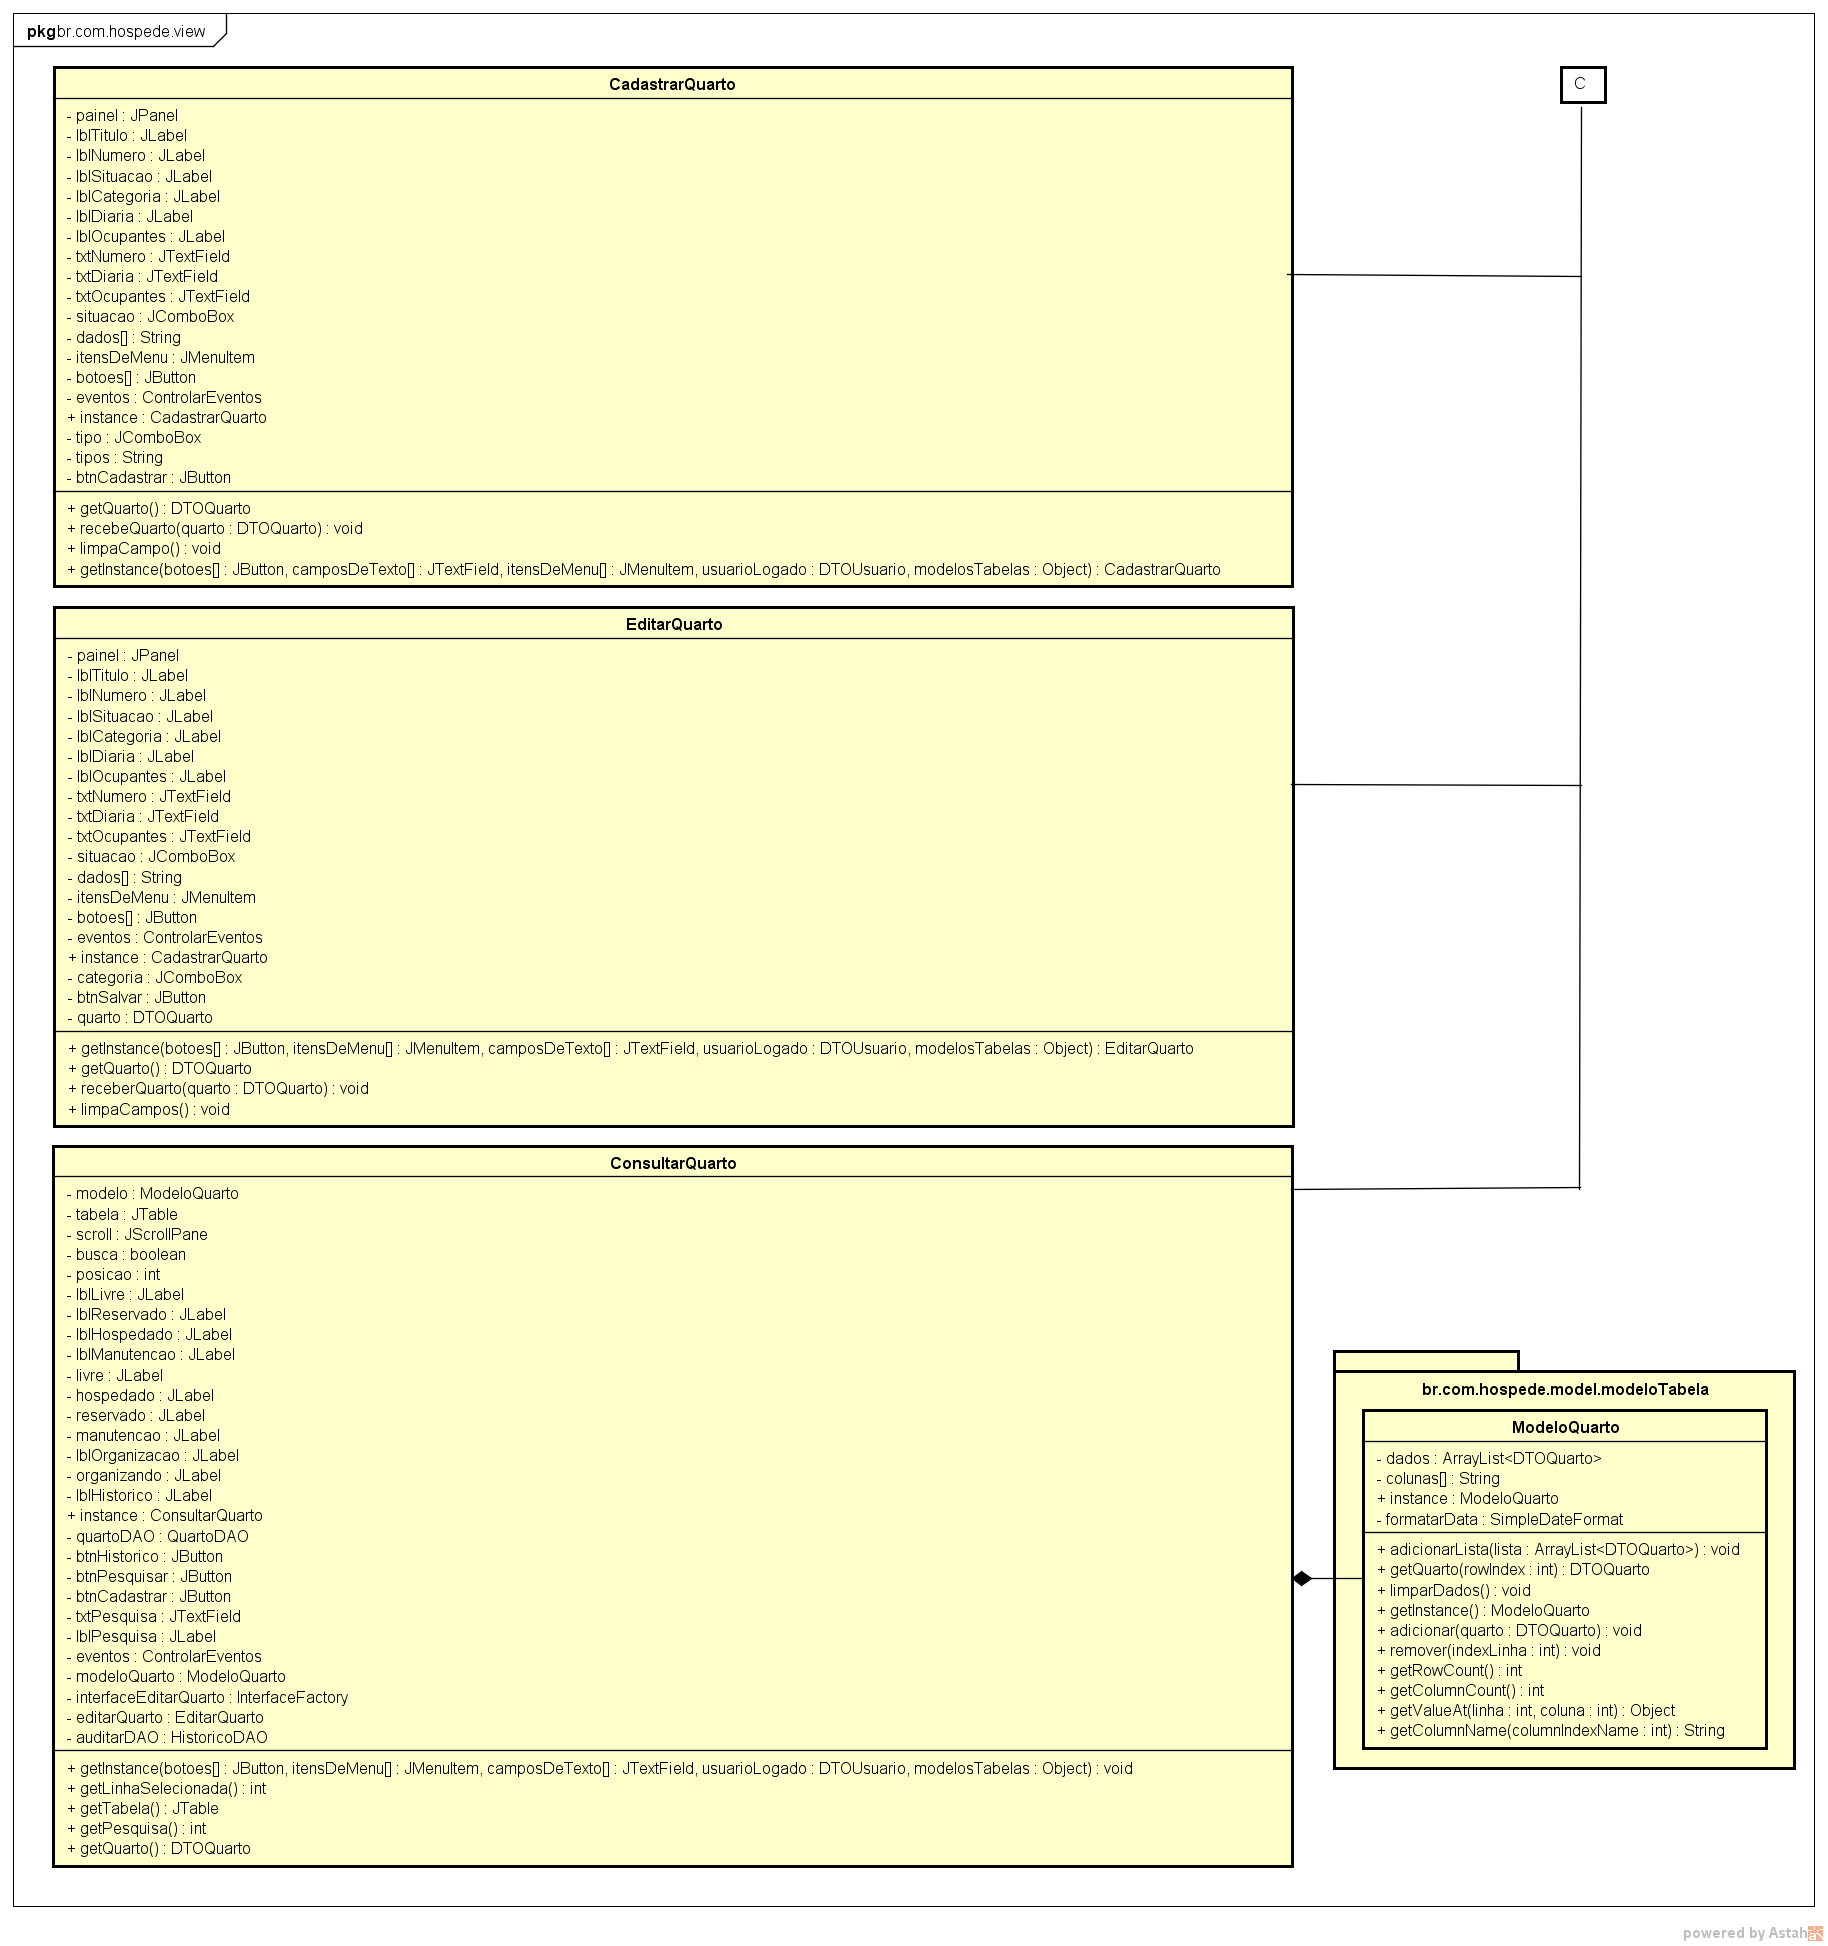 pkg br.com.hospede.view
CadastrarQuarto
- painel : JPanel
- lblTitulo : JLabel
- lblNumero : JLabel
- lblSituacao : JLabel
- lblCategoria : JLabel
- lblDiaria : JLabel
- lblOcupantes : JLabel
- txtNumero : JTextField
- txtDiaria : JTextField
- txtOcupantes : JTextField
- situacao : JComboBox
- dados[] : String
- itensDeMenu : JMenuItem
- botoes[] : JButton
- eventos : ControlarEventos
+ instance : CadastrarQuarto
- tipo : JComboBox
- tipos : String
- btnCadastrar : JButton
+ getQuarto() : DTOQuarto
+ recebeQuarto(quarto : DTOQuarto) : void
+ limpaCampo() : void
+ getInstance(botoes[] : JButton, camposDeTexto[] : JTextField, itensDeMenu[] : JMenuItem, usuarioLogado : DTOUsuario, modelosTabelas : Object) : CadastrarQuarto
C
EditarQuarto
- painel : JPanel
- lblTitulo : JLabel
- lblNumero : JLabel
- lblSituacao : JLabel
- lblCategoria : JLabel
- lblDiaria : JLabel
- lblOcupantes : JLabel
- txtNumero : JTextField
- txtDiaria : JTextField
- txtOcupantes : JTextField
- situacao : JComboBox
- dados[] : String
- itensDeMenu : JMenuItem
- botoes[] : JButton
- eventos : ControlarEventos
+ instance : CadastrarQuarto
- categoria : JComboBox
- btnSalvar : JButton
- quarto : DTOQuarto
+ getInstance(botoes[] : JButton, itensDeMenu[] : JMenuItem, camposDeTexto[] : JTextField, usuarioLogado : DTOUsuario, modelosTabelas : Object) : EditarQuarto
+ getQuarto() : DTOQuarto
+ receberQuarto(quarto : DTOQuarto) : void
+ limpaCampos() : void
ConsultarQuarto
- modelo : ModeloQuarto
- tabela : JTable
- scroll : JScrollPane
- busca : boolean
- posicao : int
- lblLivre : JLabel
- lblReservado : JLabel
- lblHospedado : JLabel
- lblManutencao : JLabel
- livre : JLabel
- hospedado : JLabel
- reservado : JLabel
- manutencao : JLabel
- lblOrganizacao : JLabel
- organizando : JLabel
- lblHistorico : JLabel
+ instance : ConsultarQuarto
- quartoDAO : QuartoDAO
- btnHistorico : JButton
- btnPesquisar : JButton
- btnCadastrar : JButton
- txtPesquisa : JTextField
- lblPesquisa : JLabel
- eventos : ControlarEventos
- modeloQuarto : ModeloQuarto
- interfaceEditarQuarto : InterfaceFactory
- editarQuarto : EditarQuarto
- auditarDAO : HistoricoDAO
+ getInstance(botoes[] : JButton, itensDeMenu[] : JMenuItem, camposDeTexto[] : JTextField, usuarioLogado : DTOUsuario, modelosTabelas : Object) : void
+ getLinhaSelecionada() : int
+ getTabela() : JTable
+ getPesquisa() : int
+ getQuarto() : DTOQuarto
br.com.hospede.model.modeloTabela
ModeloQuarto
- dados : ArrayList<DTOQuarto>
- colunas[] : String
+ instance : ModeloQuarto
- formatarData : SimpleDateFormat
+ adicionarLista(lista : ArrayList<DTOQuarto>) : void
+ getQuarto(rowIndex : int) : DTOQuarto
+ limparDados() : void
+ getInstance() : ModeloQuarto
+ adicionar(quarto : DTOQuarto) : void
+ remover(indexLinha : int) : void
+ getRowCount() : int
+ getColumnCount() : int
+ getValueAt(linha : int, coluna : int) : Object
+ getColumnName(columnIndexName : int) : String
powered by Astah